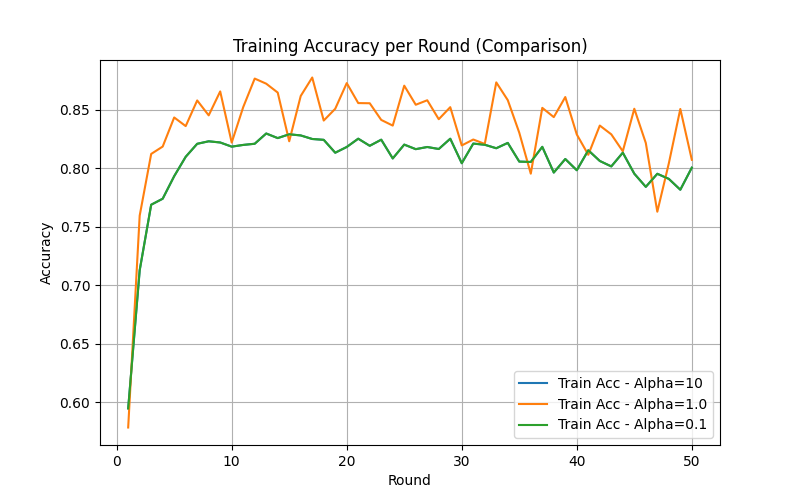 Training Accuracy per Round (Comparison)
Accuracy
0.85
0.80
0.75
0.70
0.65
0.60
Train Acc - Alpha=10
Train Acc - Alpha=1.0
Train Acc - Alpha=0.1
0 10 20 30 40 50
Round